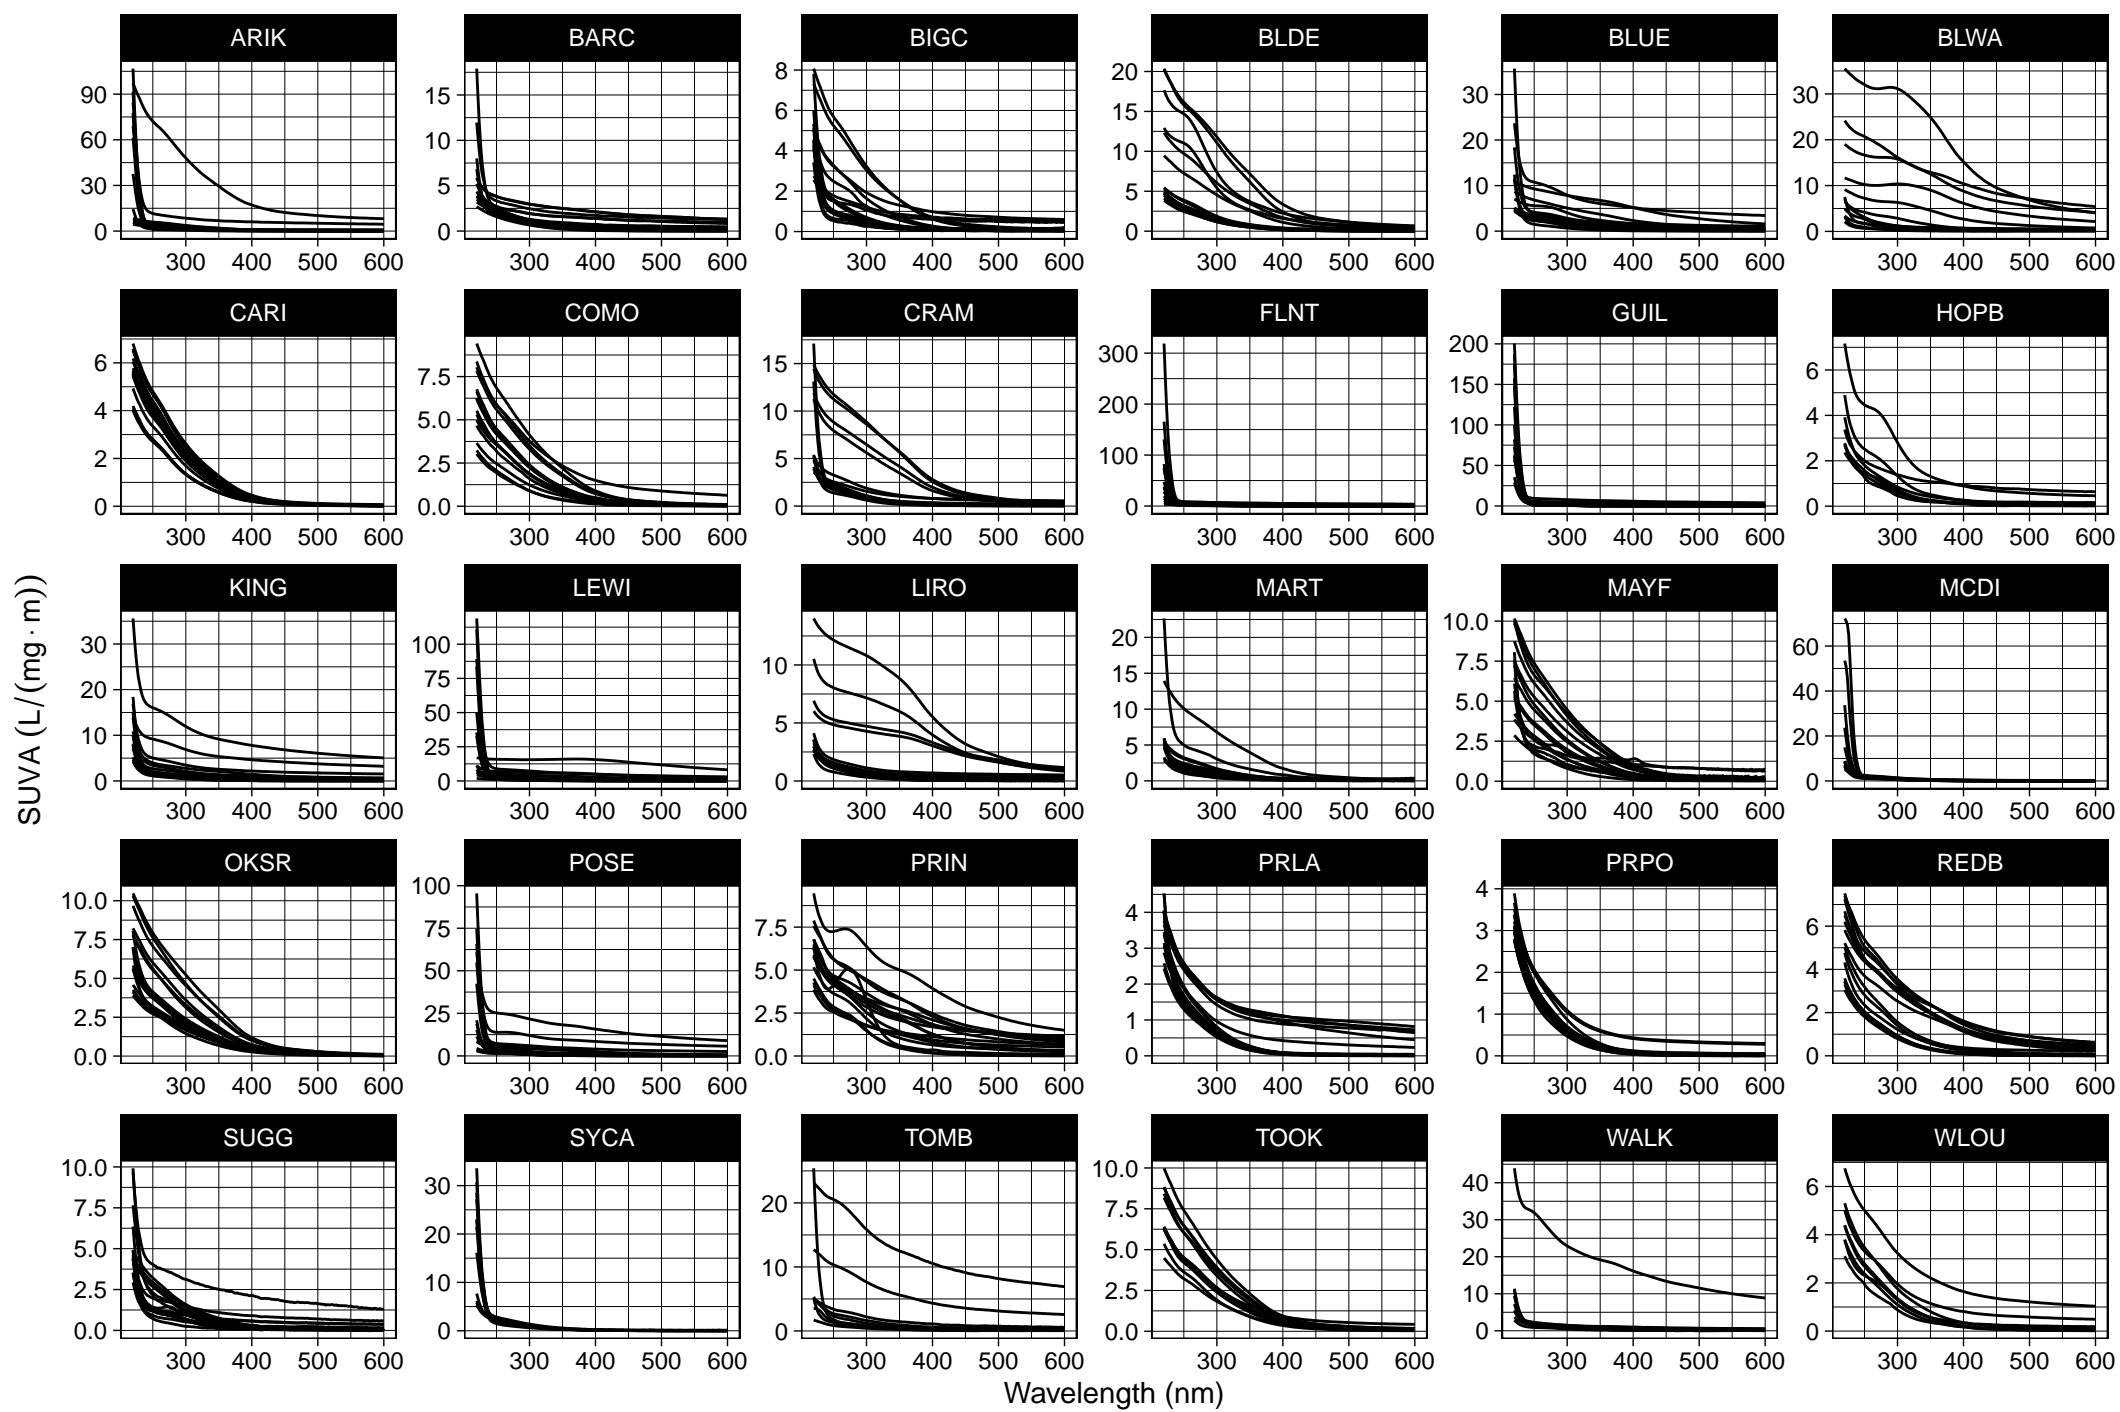 ARIK BARC BIGC BLDE BLUE BLWA
90 60 30 0
15 10 5 0
8 6 4 2 0
20 15 10 5 0
30 20 10 0
30 20 10 0
300 400 500 600 300 400 500 600 300 400 500 600 300 400 500 600 300 400 500 600 300 400 500 600
CARI COMO CRAM FLNT GUIL HOPB
6 4 2 0
7.5 5.0 2.5 0.0
15 10 5 0
300 200 100 0
200 150 100 50 0
6 4 2 0
300 400 500 600 300 400 500 600 300 400 500 600 300 400 500 600 300 400 500 600 300 400 500 600
KING LEWI LIRO MART MAYF MCDI
30 20 10 0
100 75 50 25 0
10 5 0
20 15 10 5 0
10.0 7.5 5.0 2.5 0.0
60 40 20 0
300 400 500 600 300 400 500 600 300 400 500 600 300 400 500 600 300 400 500 600 300 400 500 600
OKSR POSE PRIN PRLA PRPO REDB
10.0 7.5 5.0 2.5 0.0
100 75 50 25 0
7.5 5.0 2.5 0.0
4 3 2 1 0
4 3 2 1 0
6 4 2 0
300 400 500 600 300 400 500 600 300 400 500 600 300 400 500 600 300 400 500 600 300 400 500 600
SUGG SYCA TOMB TOOK WALK WLOU
10.0 7.5 5.0 2.5 0.0
30 20 10 0
20 10 0
10.0 7.5 5.0 2.5 0.0
40 30 20 10 0
6 4 2 0
300 400 500 600 300 400 500 600 300 400 500 600 300 400 500 600 300 400 500 600 300 400 500 600
SUVA (L/(mg·m))
Wavelength (nm)